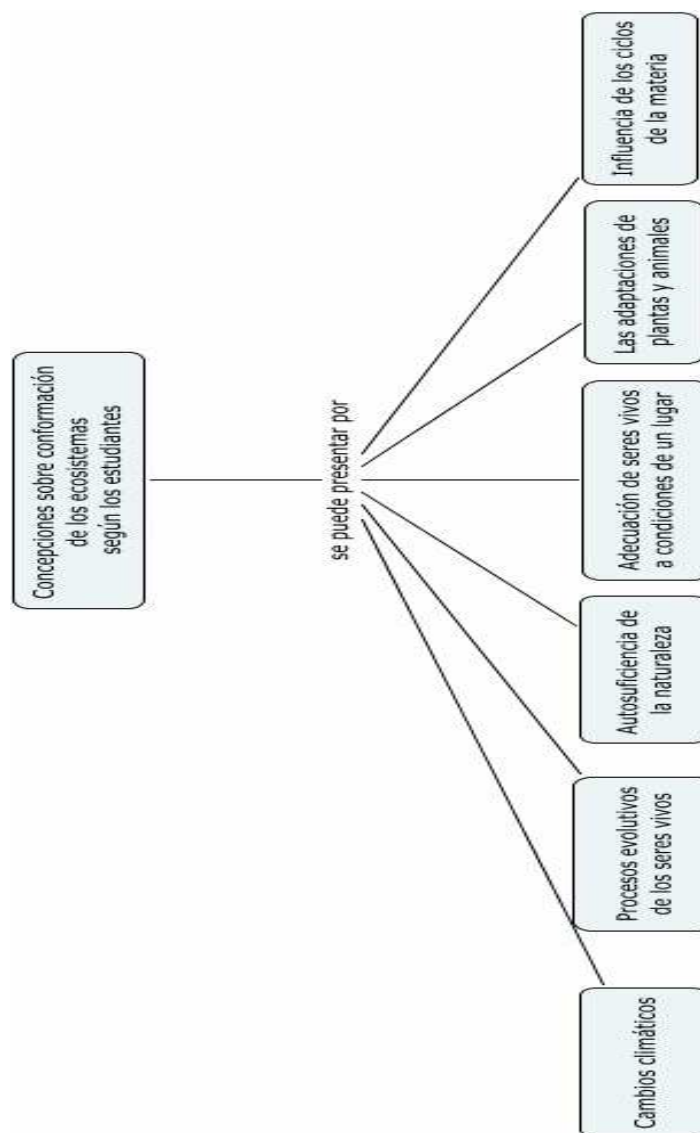 Concepciones sobre conformación
de los ecosistemas
según los estudiantes
se puede presentar por
Cambios climáticos
Procesos evolutivos
de los seres vivos
Autosuficiencia de
la naturaleza
Adecuación de seres vivos
a condiciones de un lugar
Las adaptaciones de
plantas y animales
Influencia de los ciclos
de la materia